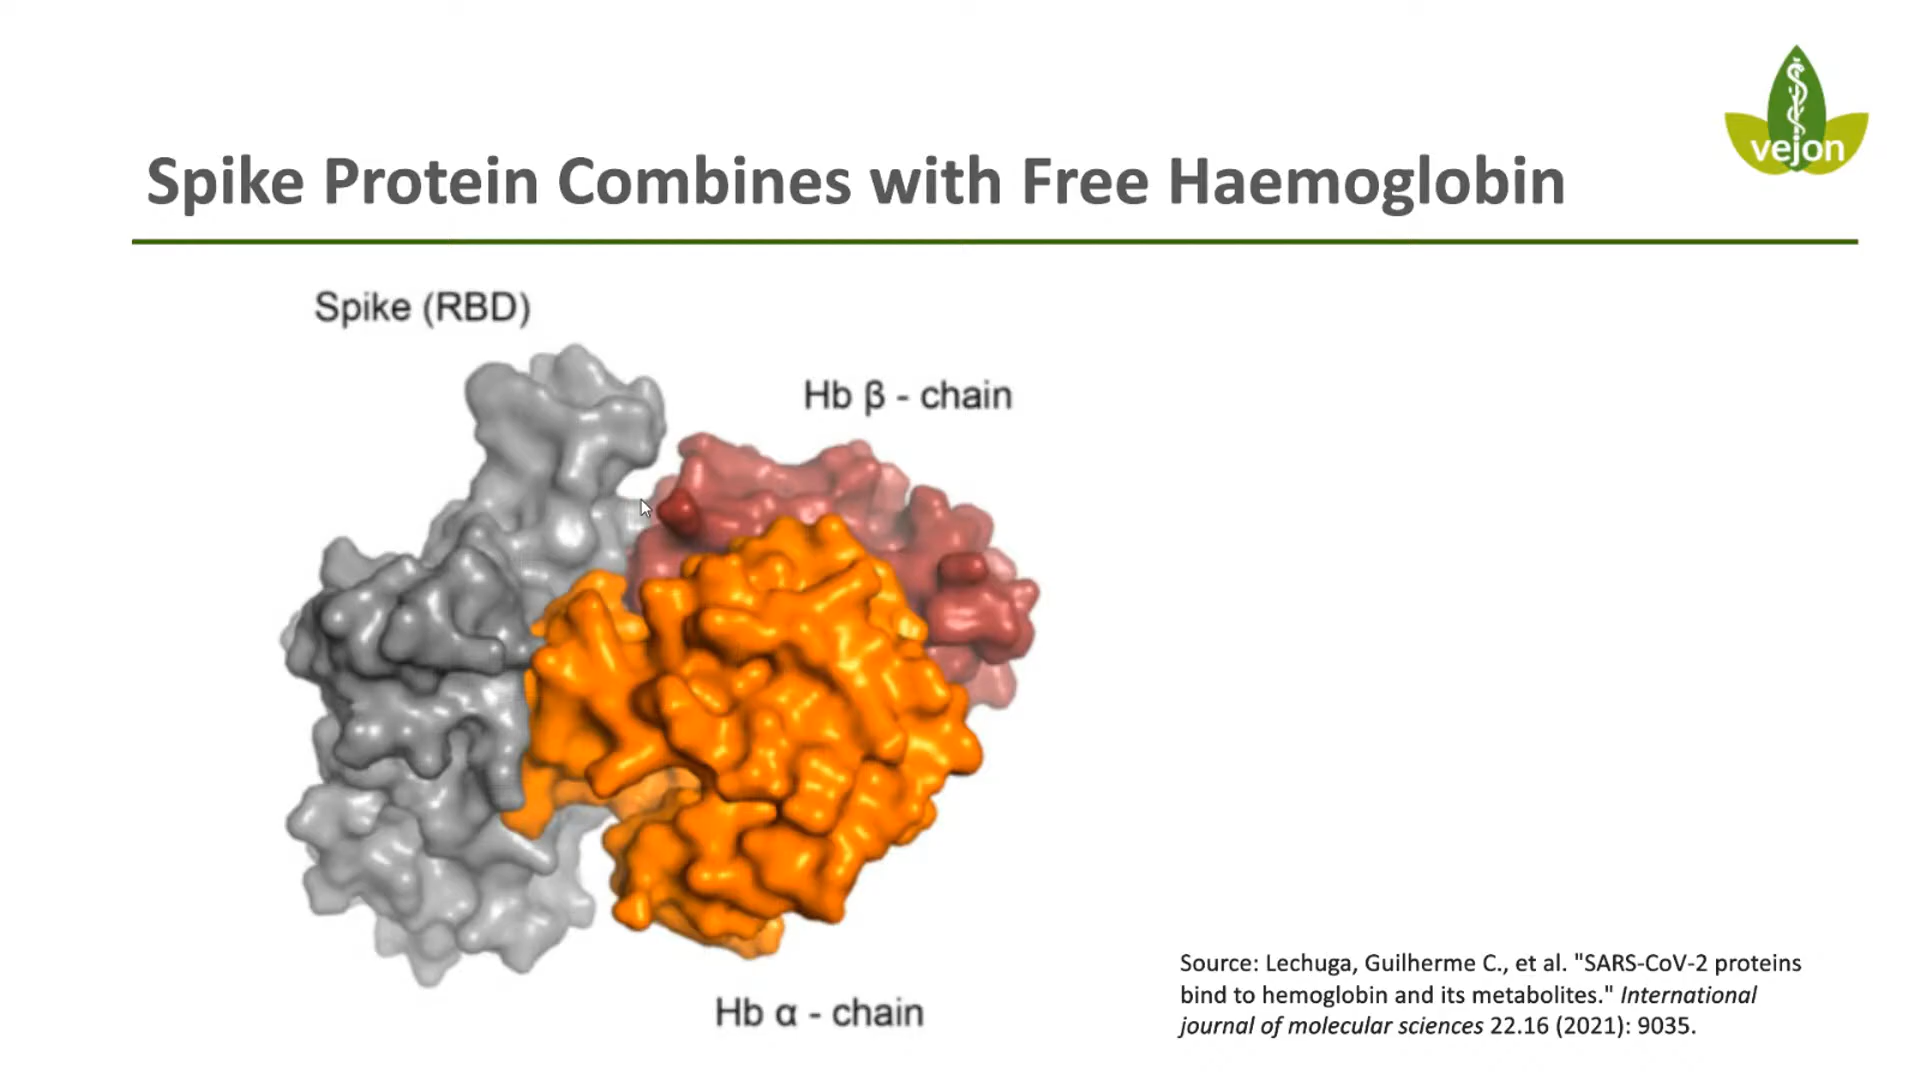 vejon
Spike Protein Combines with Free Haemoglobin
Spike (RBD)
Hb β - chain
Hb α - chain
Source: Lechuga, Guilherme C., et al. "SARS-CoV-2 proteins
bind to hemoglobin and its metabolites." International
journal of molecular sciences 22.16 (2021): 9035.